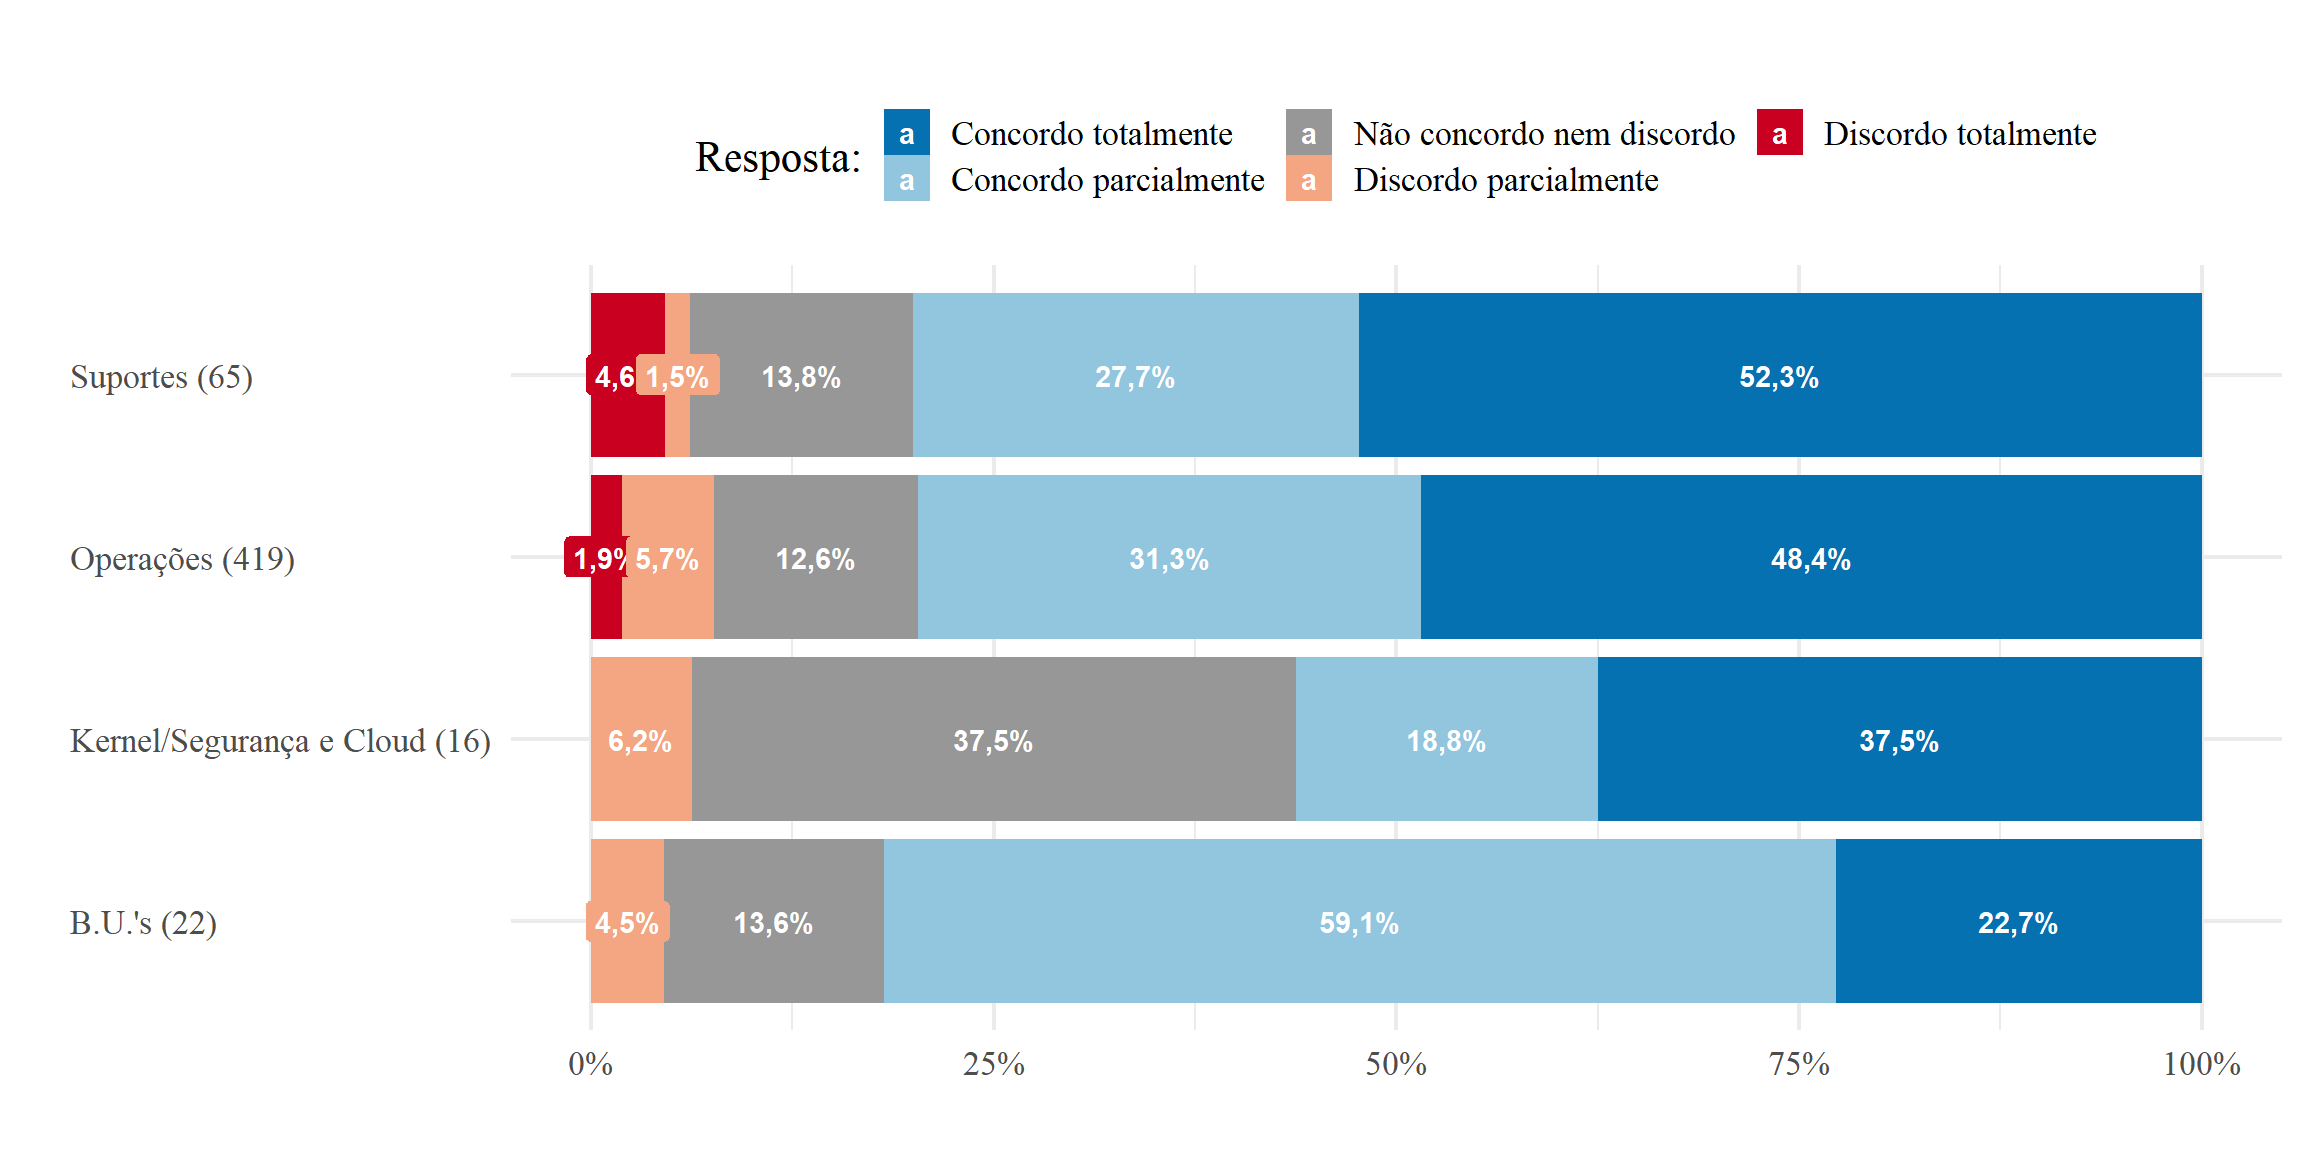 Resposta: a Concordo totalmente a Não concordo nem discordo a Discordo totalmente
a Concordo parcialmente a Discordo parcialmente
Suportes (65) 4,6 1,5% 13,8% 27,7% 52,3%
Operações (419) 1,9% 5,7% 12,6% 31,3% 48,4%
Kernel/Segurança e Cloud (16) 6,2% 37,5% 18,8% 37,5%
B.U.'s (22) 4,5% 13,6% 59,1% 22,7%
0% 25% 50% 75% 100%